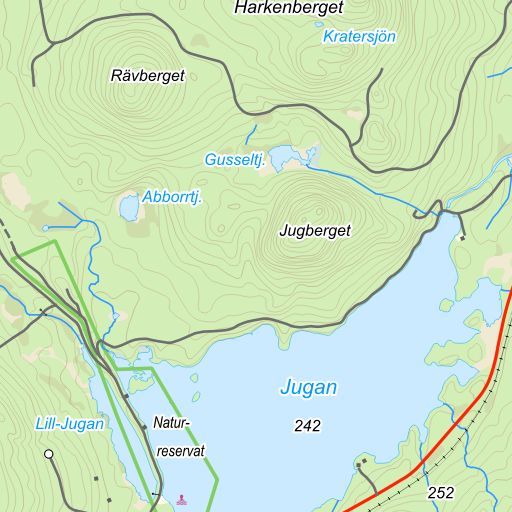 Harkenberget
Kratersjön
Rävberget
Gusseltj.
Abborrtj.
Jugberget
Jugan
242
Natur-
reservat
Lill-Jugan
252